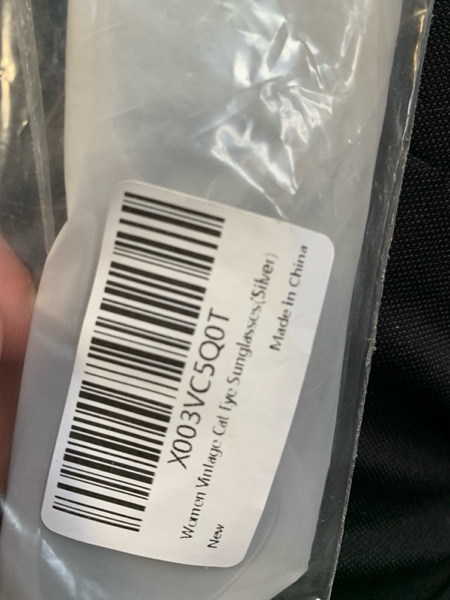 X003VC5Q0T
Women Vintage Cat Eye Sunglasses(Silver)
New
Made in China